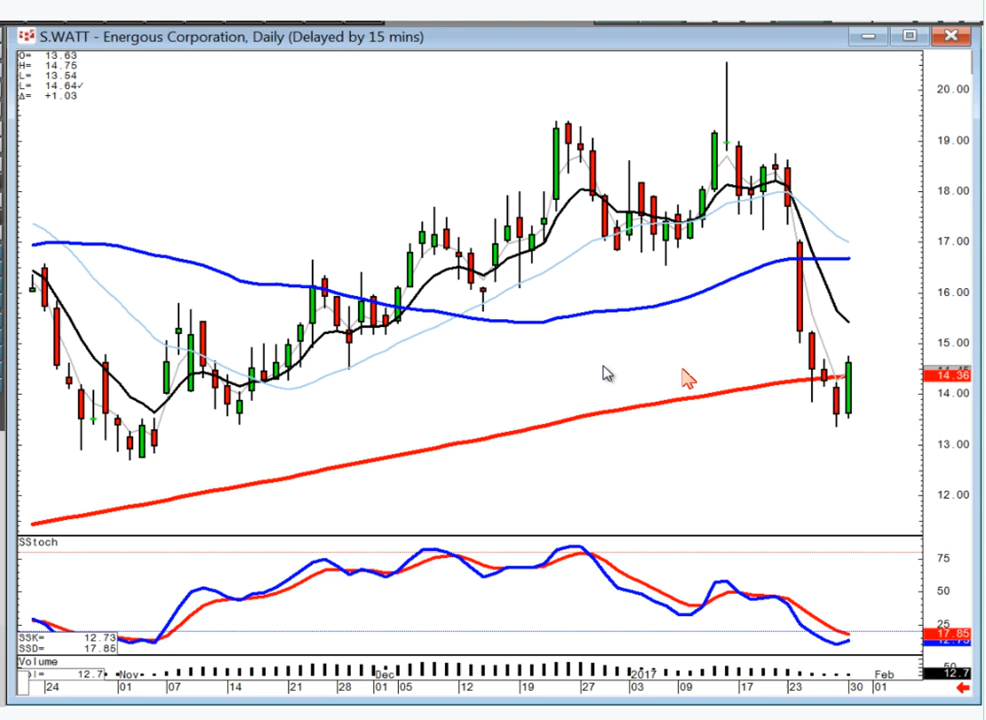 S.WATT - Energous Corporation, Daily (Delayed by 15 mins)
O= 13.63
H= 14.75
L= 13.54
L= 14.64✓
Δ= +1.03
20.00
19.00
18.00
17.00
16.00
15.00
14.36
14.00
13.00
12.00
SStoch
75
50
25
17.85
SSK= 12.73
SSD= 17.85
Volume
50
12.7
12.7
Nov
Dec
2017
Feb
24 01 07 14 21 28 01 05 12 19 27 03 09 17 23 30 01